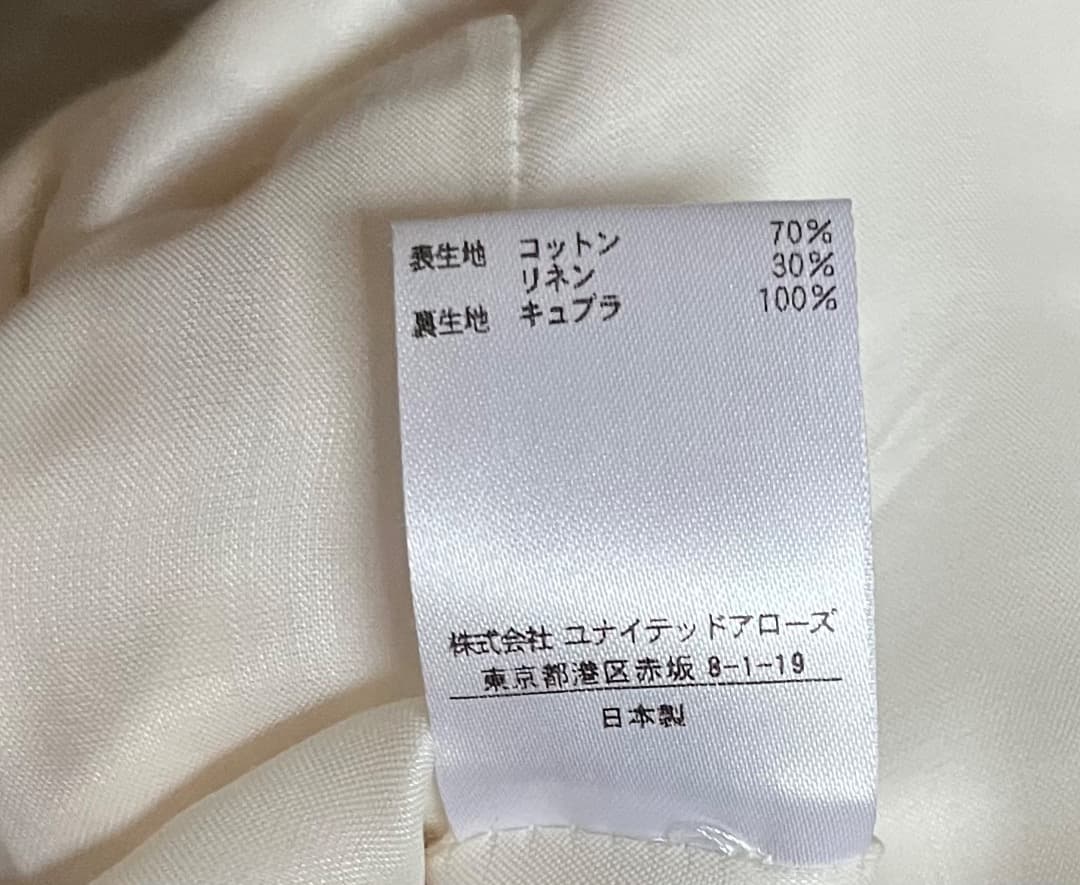 表生地 コットン 70%
リネン 30%
裏生地 キュプラ 100%
株式会社 ユナイテッドアローズ
東京都港区赤坂 8-1-19
日本製